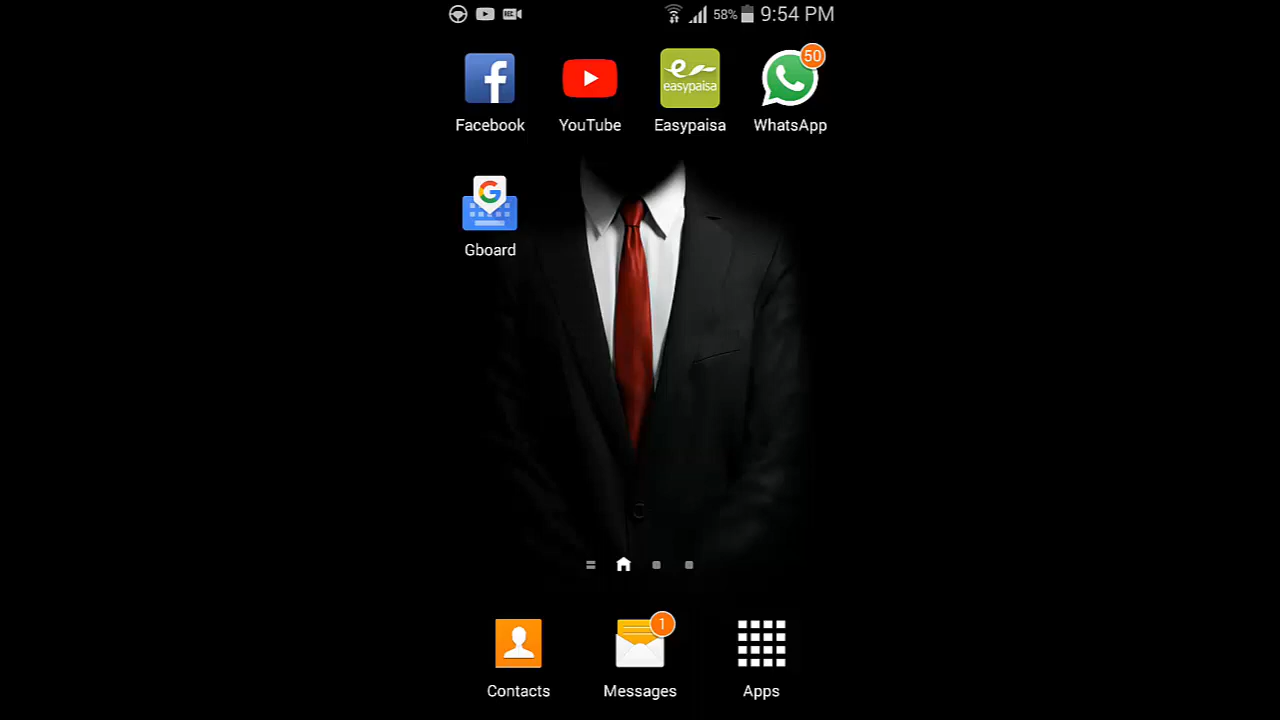 58% 9:54 PM
easypaisa
50
Facebook YouTube Easypaisa WhatsApp
G
Gboard
1
Contacts Messages Apps